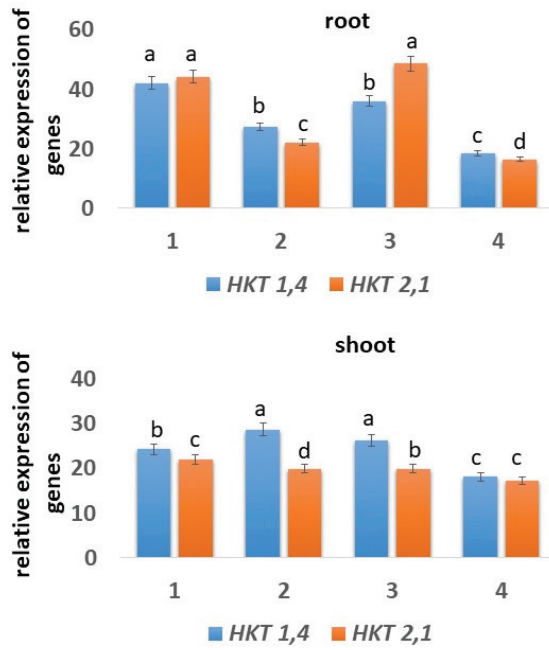 root
relative expression of
genes
60
40
20
0
a a b c b a c d
1 2 3 4
HKT 1,4 HKT 2,1
shoot
relative expression of
genes
40
30
20
10
0
b c a d a b c c
1 2 3 4
HKT 1,4 HKT 2,1